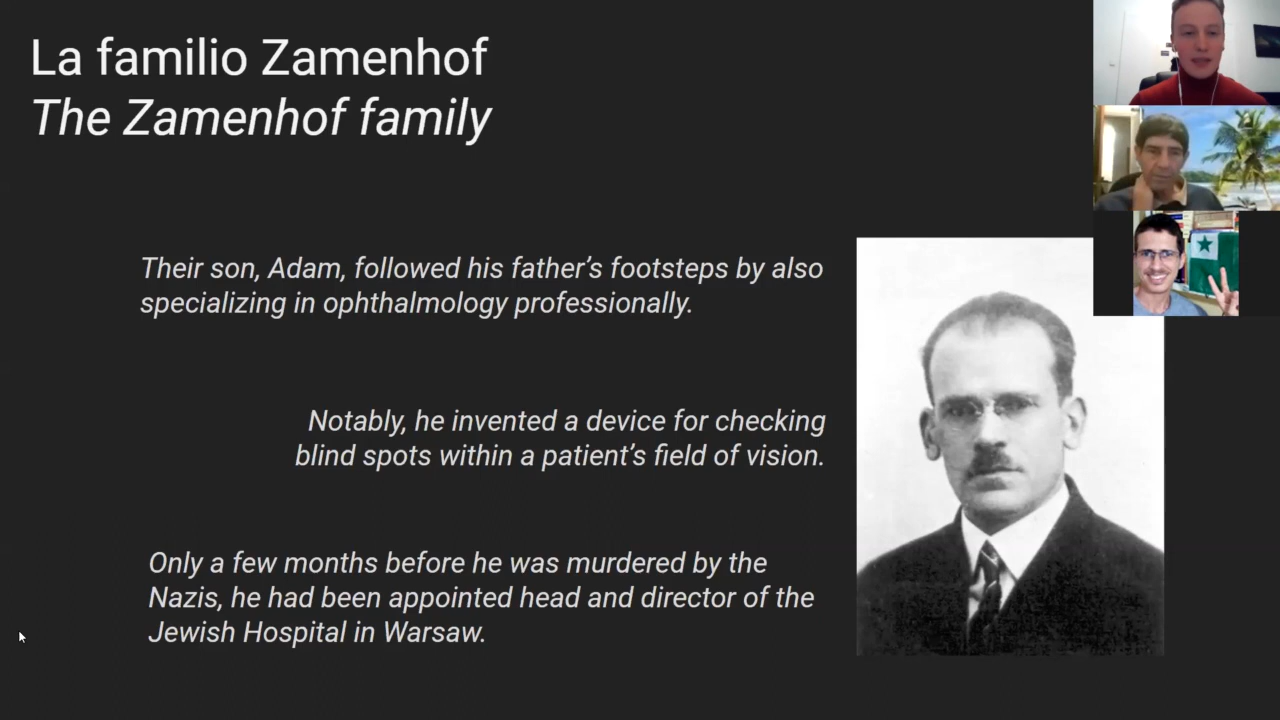 La familio Zamenhof
The Zamenhof family
Their son, Adam, followed his father’s footsteps by also
specializing in ophthalmology professionally.
Notably, he invented a device for checking
blind spots within a patient’s field of vision.
Only a few months before he was murdered by the
Nazis, he had been appointed head and director of the
Jewish Hospital in Warsaw.